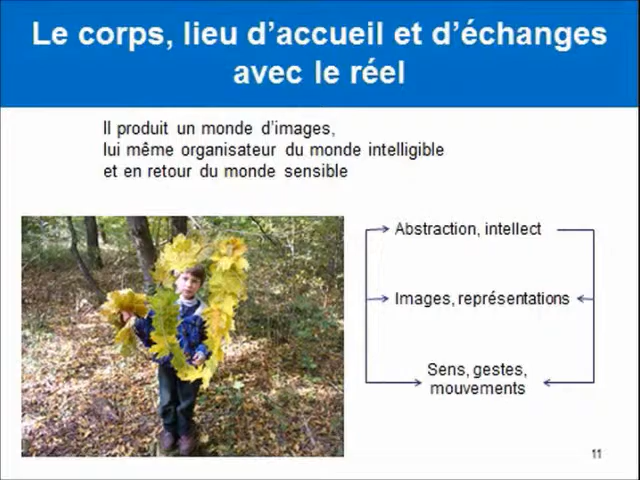 Le corps, lieu d'accueil et d'échanges
avec le réel
Il produit un monde d'images,
lui même organisateur du monde intelligible
et en retour du monde sensible
Abstraction, intellect
Images, représentations
Sens, gestes,
mouvements
11